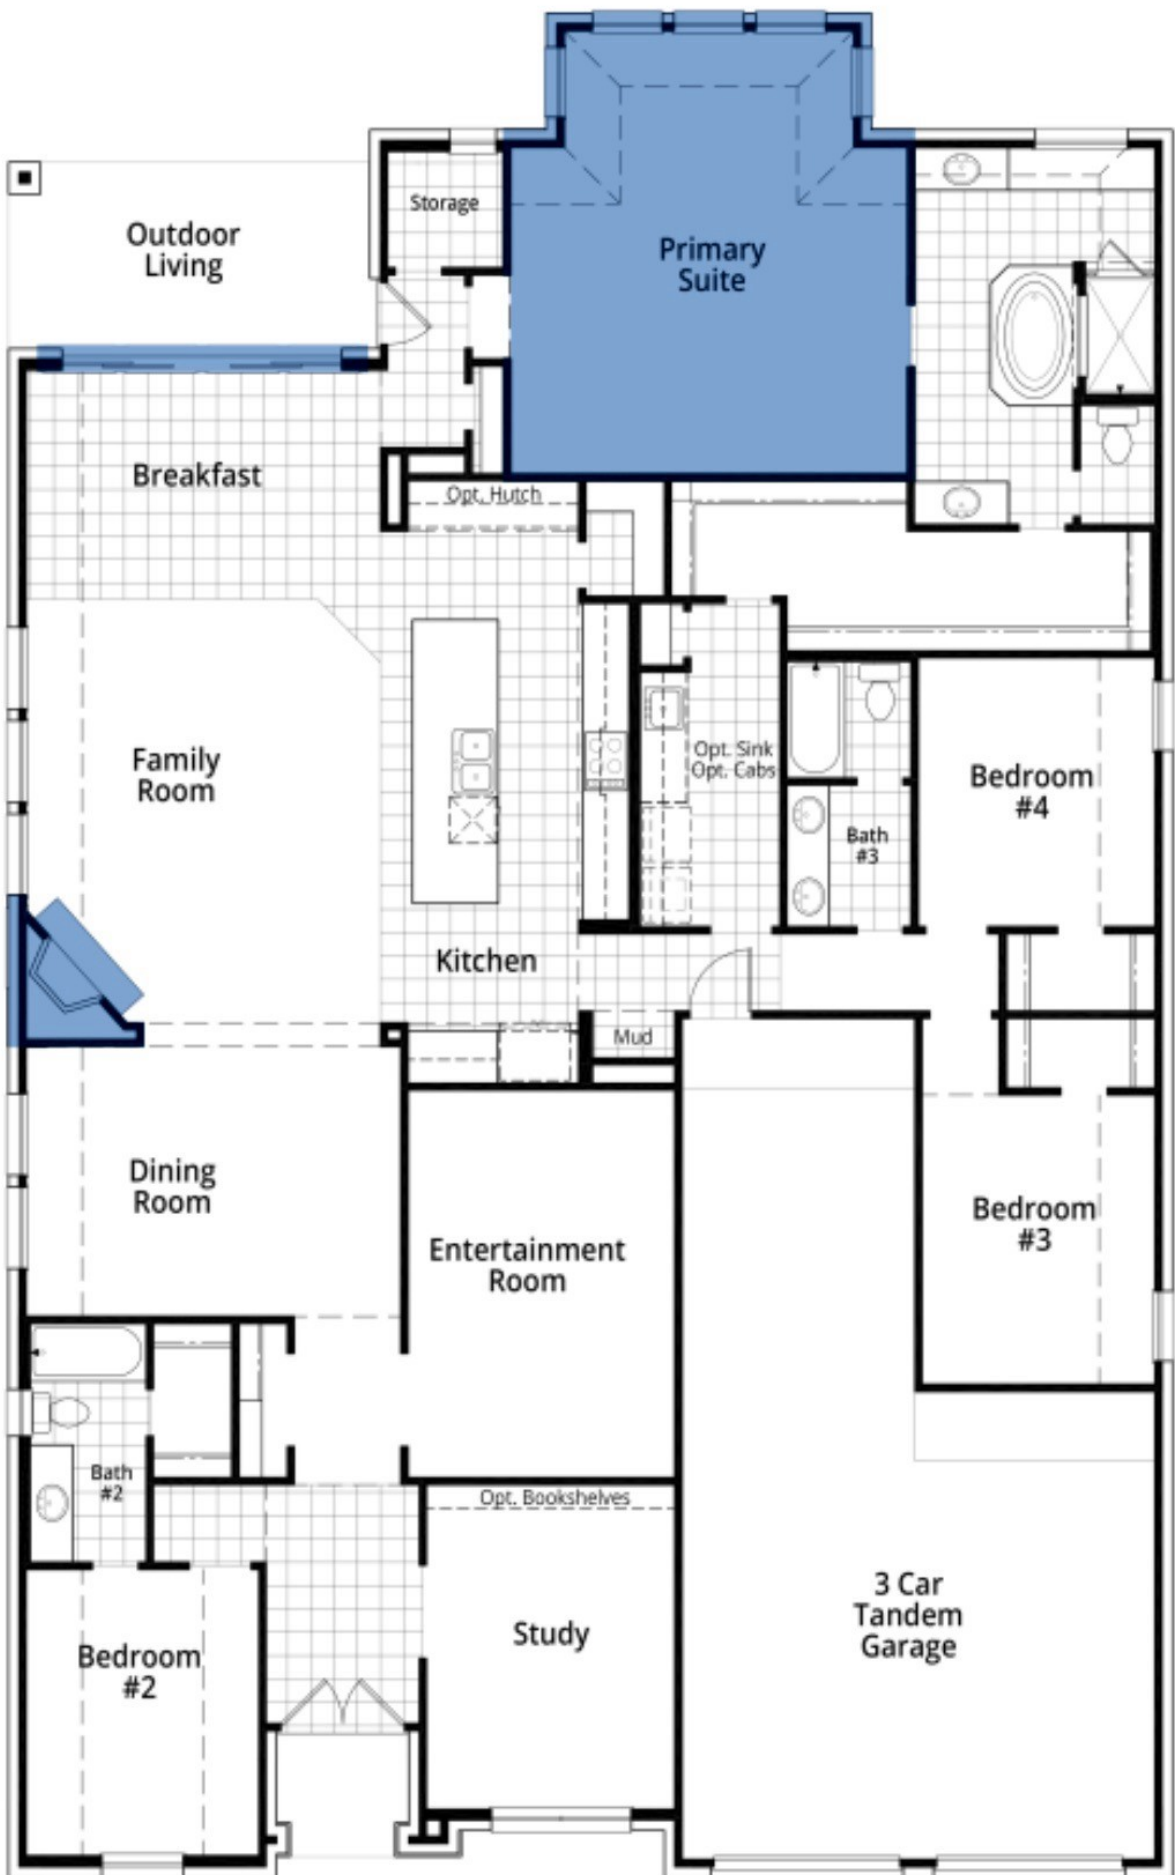 Storage
Outdoor
Living
Primary
Suite
Breakfast
Opt. Hutch
Family
Room
Opt. Sink
Opt. Cabs
Bedroom
#4
Bath
#3
Kitchen
Mud
Dining
Room
Bedroom
#3
Entertainment
Room
Bath
#2
Opt. Bookshelves
3 Car
Tandem
Garage
Study
Bedroom
#2